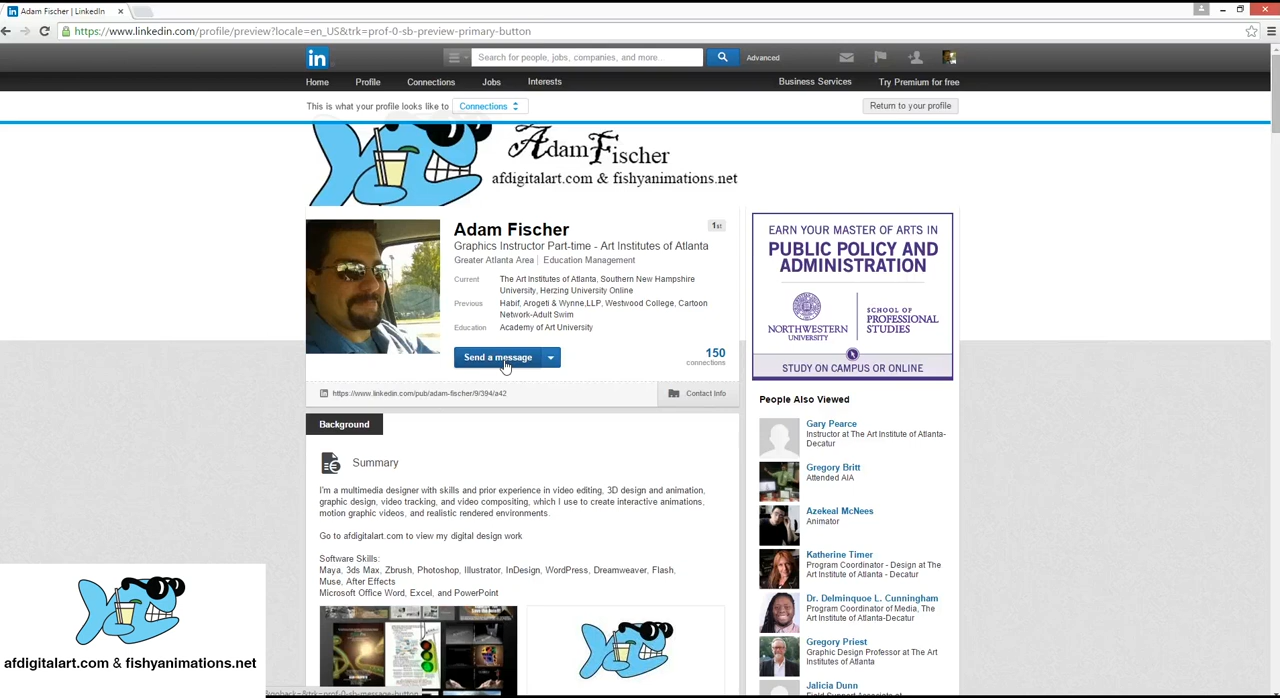 Adam Fischer | LinkedIn
https://www.linkedin.com/profile/preview?locale=en_US&trk=prof-0-sb-preview-primary-button
in
Search for people, jobs, companies, and more..
Advanced
Home Profile Connections Jobs Interests
Business Services Try Premium for free
This is what your profile looks like to Connections
Return to your profile
AdamFischer
afdigitalart.com & fishyanimations.net
Adam Fischer
1st
Graphics Instructor Part-time - Art Institutes of Atlanta
Greater Atlanta Area | Education Management
Current The Art Institutes of Atlanta, Southern New Hampshire
University, Herzing University Online
Previous Habif, Arogeti & Wynne,LLP, Westwood College, Cartoon
Network-Adult Swim
Education Academy of Art University
Send a message
150
connections
https://www.linkedin.com/pub/adam-fischer/9/394/a42
Contact Info
Background
Summary
I'm a multimedia designer with skills and prior experience in video editing, 3D design and animation,
graphic design, video tracking, and video compositing, which I use to create interactive animations,
motion graphic videos, and realistic rendered environments.
Go to afdigitalart.com to view my digital design work
Software Skills:
Maya, 3ds Max, Zbrush, Photoshop, Illustrator, InDesign, WordPress, Dreamweaver, Flash,
Muse, After Effects
Microsoft Office Word, Excel, and PowerPoint
EARN YOUR MASTER OF ARTS IN
PUBLIC POLICY AND
ADMINISTRATION
NORTHWESTERN
UNIVERSITY
SCHOOL OF
PROFESSIONAL
STUDIES
STUDY ON CAMPUS OR ONLINE
People Also Viewed
Gary Pearce
Instructor at The Art Institute of Atlanta-
Decatur
Gregory Britt
Attended AIA
Azekeal McNees
Animator
Katherine Timer
Program Coordinator - Design at The
Art Institute of Atlanta - Decatur
Dr. Delminquoe L. Cunningham
Program Coordinator of Media, The
Art Institute of Atlanta-Decatur
Gregory Priest
Graphic Design Professor at The Art
Institutes of Atlanta
Jalicia Dunn
afdigitalart.com & fishyanimations.net